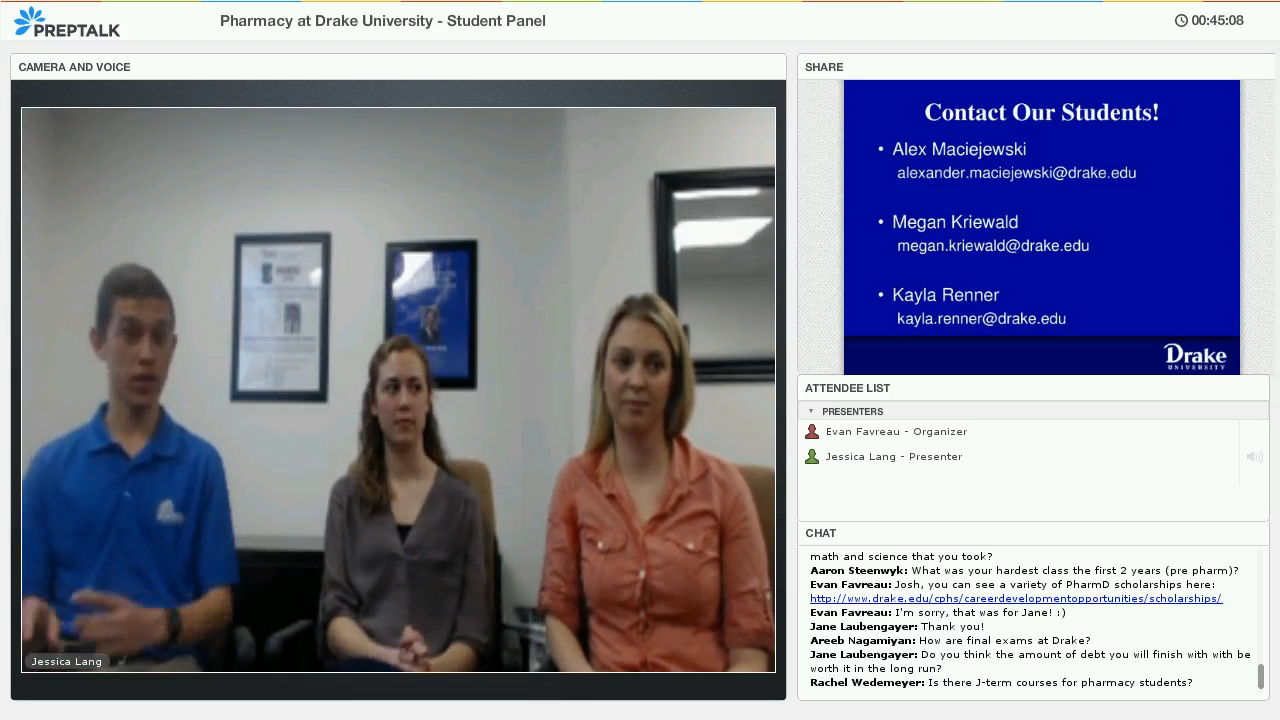 PREPTALK
Pharmacy at Drake University - Student Panel
00:45:08
CAMERA AND VOICE
SHARE
Contact Our Students!
• Alex Maciejewski
alexander.maciejewski@drake.edu
• Megan Kriewald
megan.kriewald@drake.edu
• Kayla Renner
kayla.renner@drake.edu
Drake
UNIVERSITY
ATTENDEE LIST
PRESENTERS
Evan Favreau - Organizer
Jessica Lang - Presenter
CHAT
math and science that you took?
Aaron Steenwyk: What was your hardest class the first 2 years (pre pharm)?
Evan Favreau: Josh, you can see a variety of PharmD scholarships here:
http://www.drake.edu/cphs/careerdevelopmentopportunities/scholarships/
Evan Favreau: I'm sorry, that was for Jane! :)
Jane Laubengayer: Thank you!
Areeb Nagamiyan: How are final exams at Drake?
Jane Laubengayer: Do you think the amount of debt you will finish with with be
worth it in the long run?
Rachel Wedemeyer: Is there J-term courses for pharmacy students?
Jessica Lang